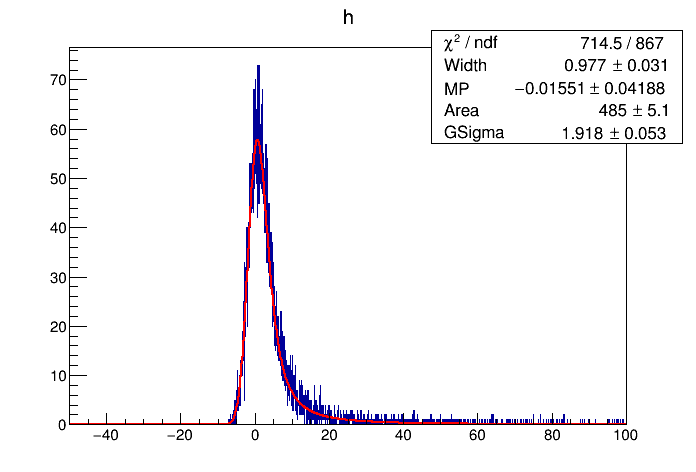 h
χ² / ndf 714.5 / 867
Width 0.977 ± 0.031
MP −0.01551 ± 0.04188
Area 485 ± 5.1
GSigma 1.918 ± 0.053
70
60
50
40
30
20
10
0
−40 −20 0 20 40 60 80 100